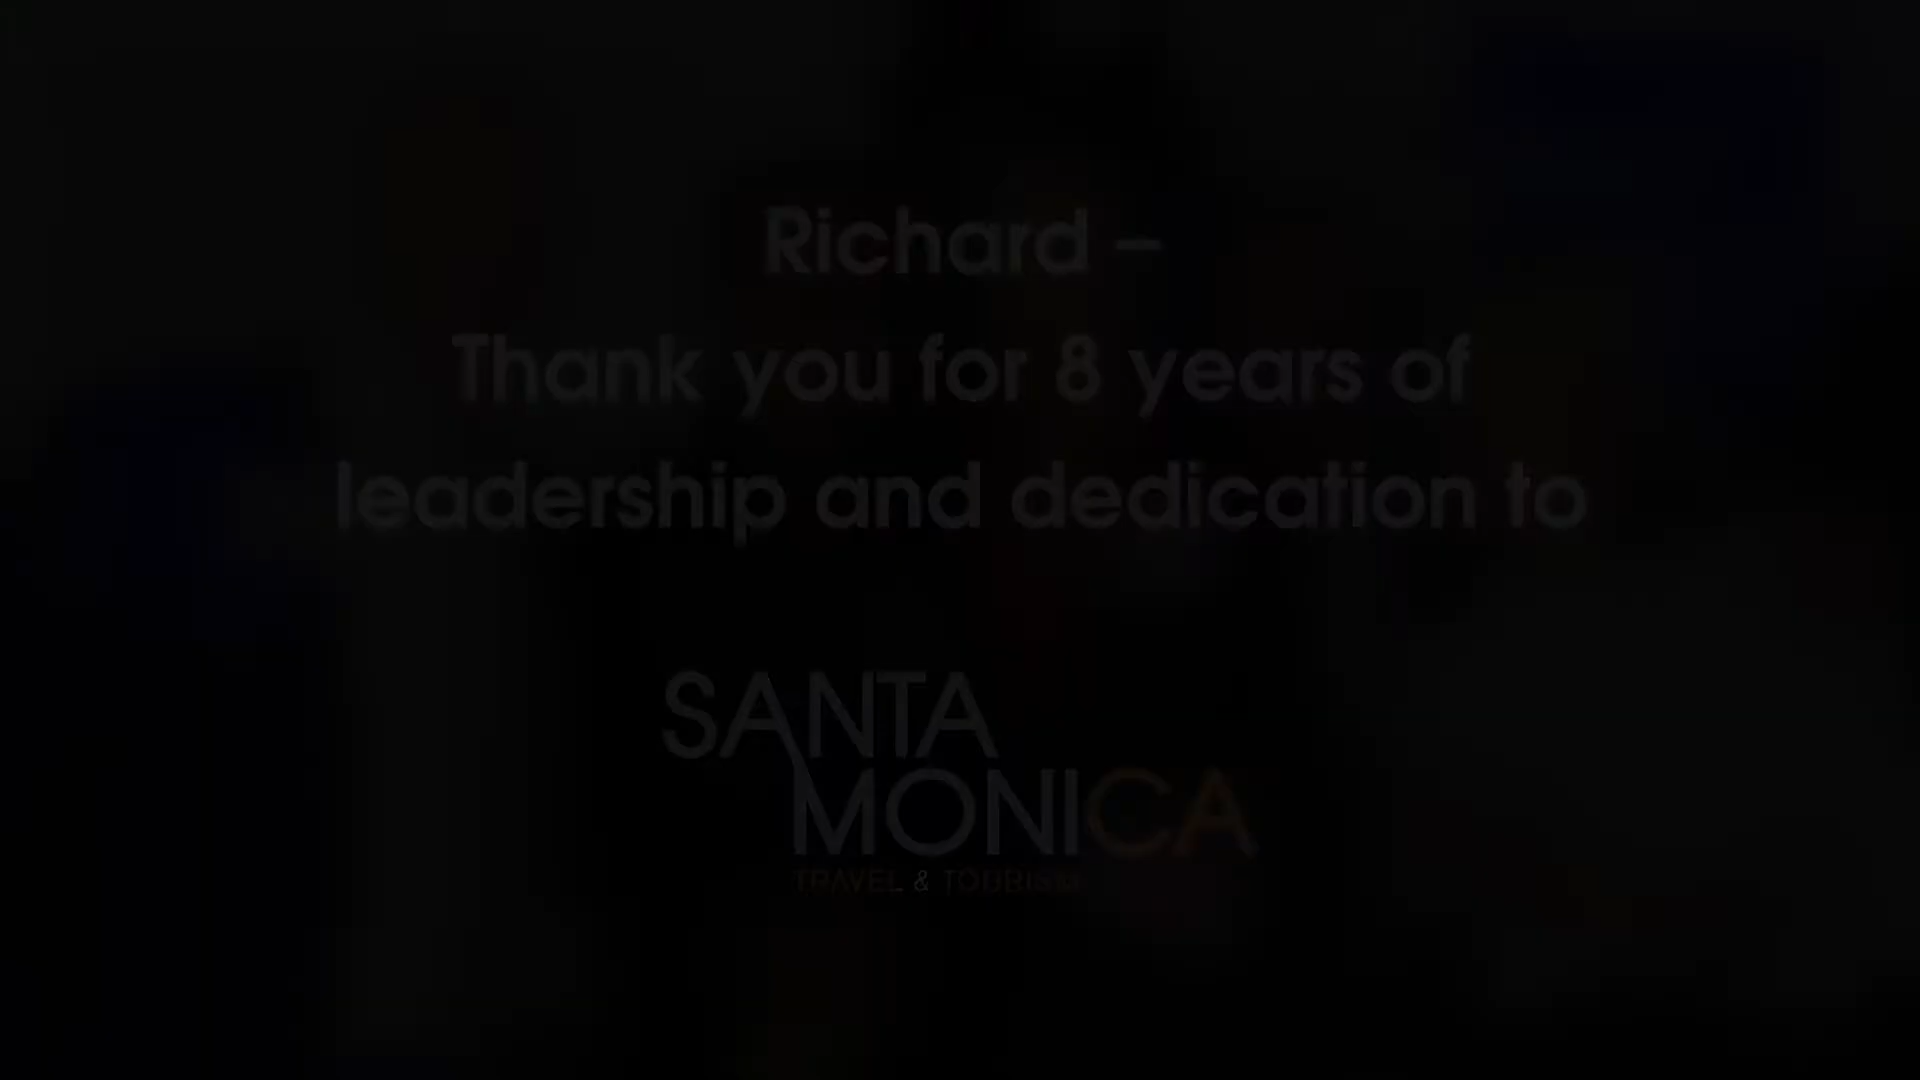 Richard –
Thank you for 8 years of
leadership and dedication to
SANTA
MONICA
TRAVEL & TOURISM